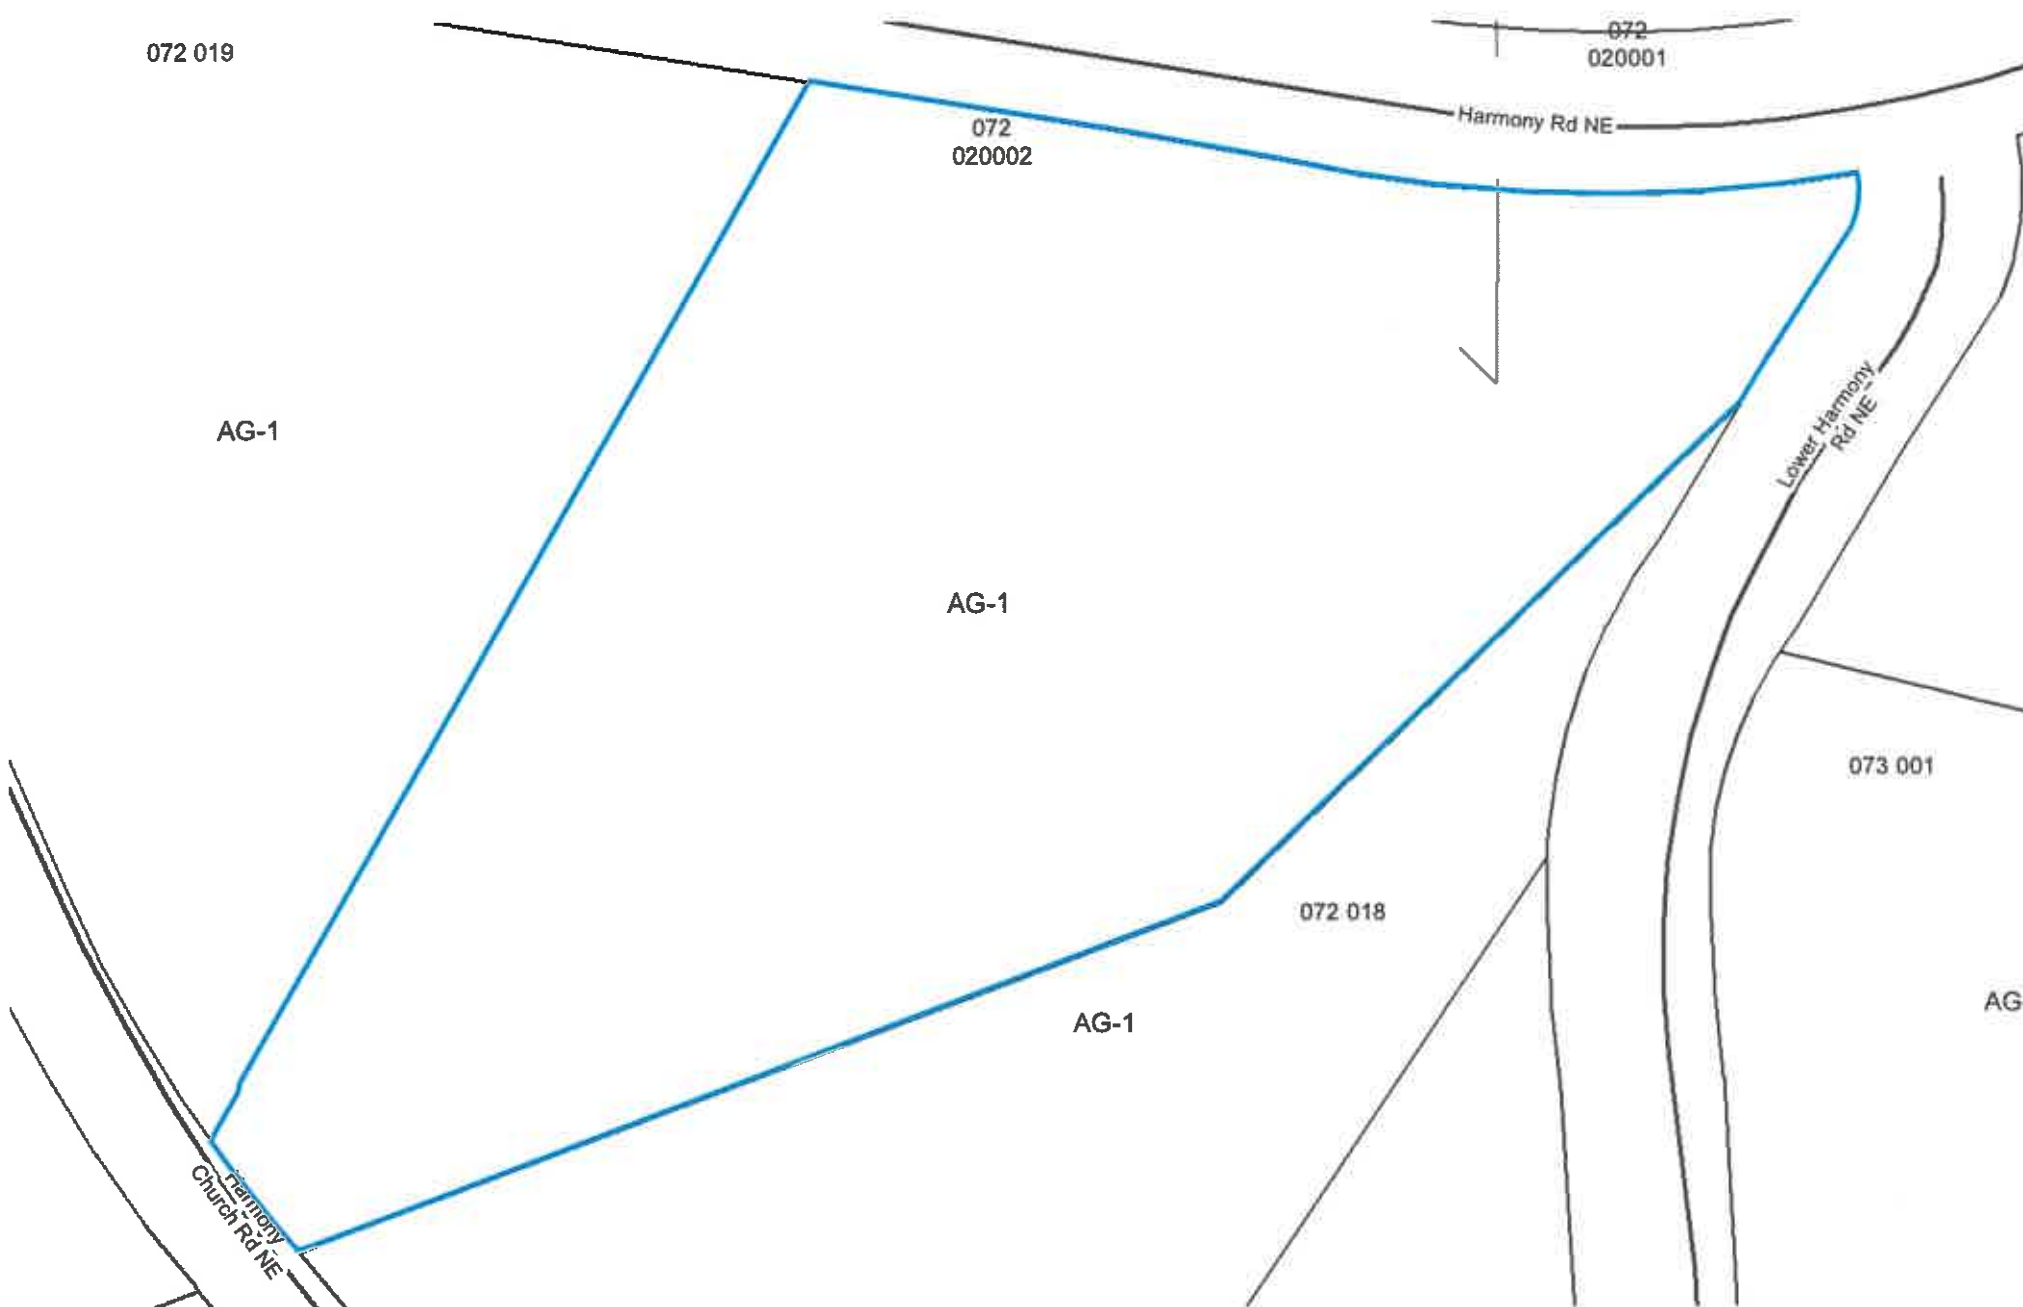 072 019
072
020001
Harmony Rd NE
072
020002
AG-1
Lower Harmony
Rd NE
AG-1
073 001
072 018
AG
AG-1
Harmony
Church Rd NE